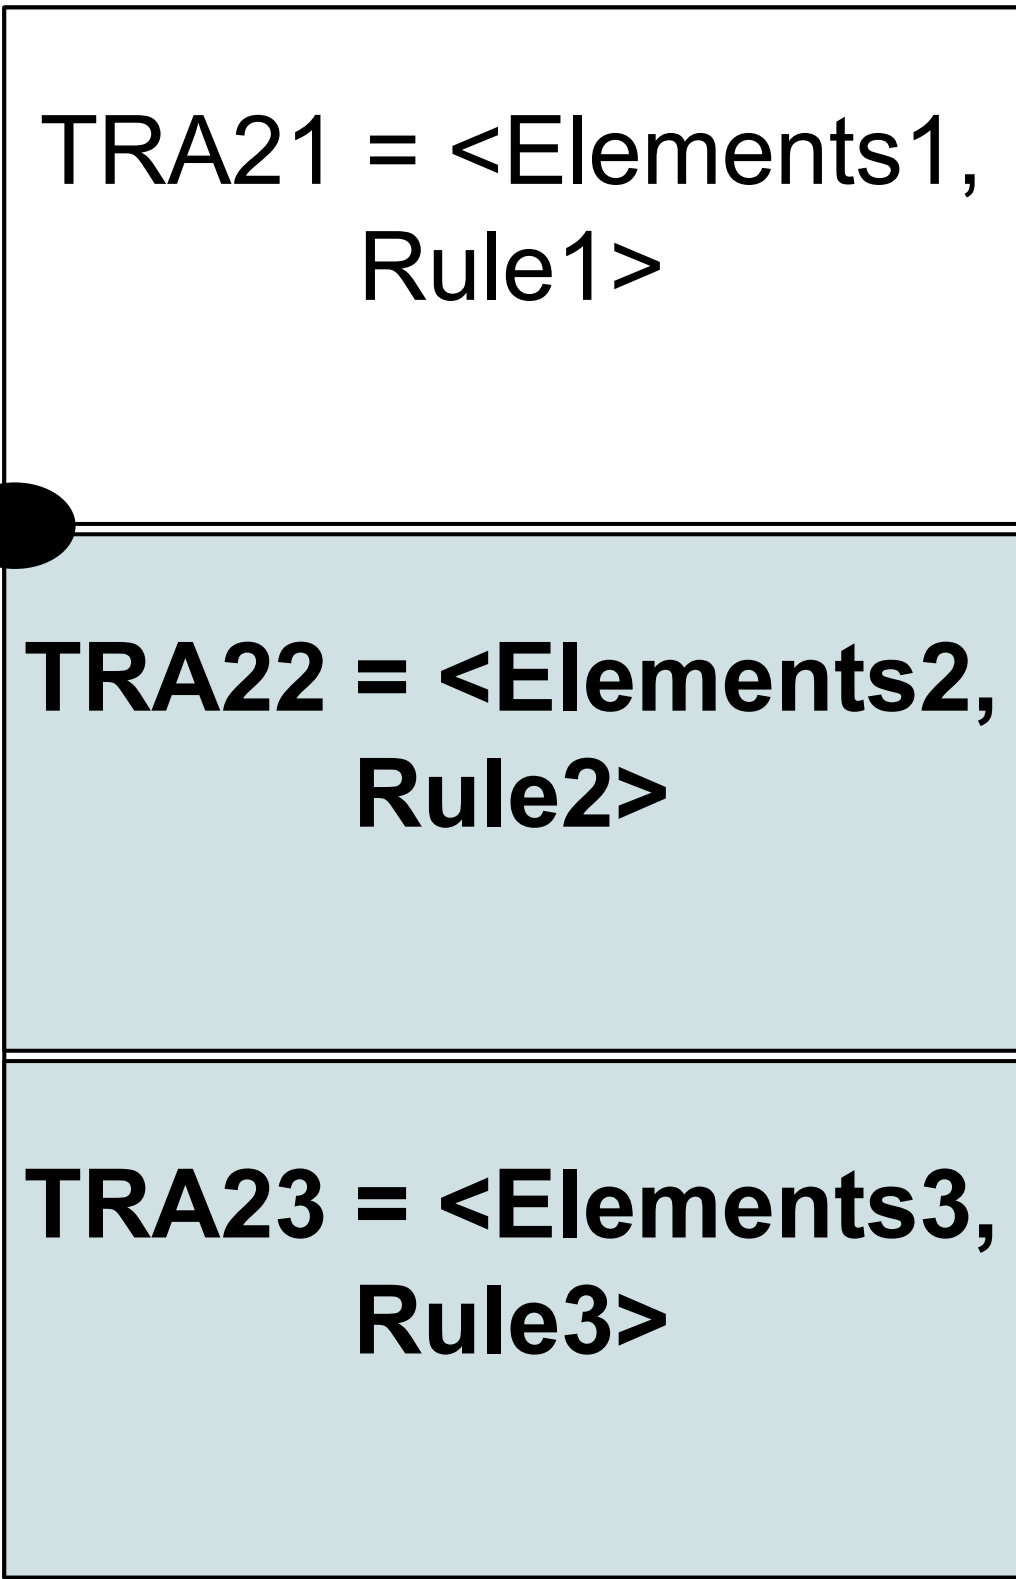 TRA21 = <Elements1,
Rule1>
TRA22 = <Elements2,
Rule2>
TRA23 = <Elements3,
Rule3>